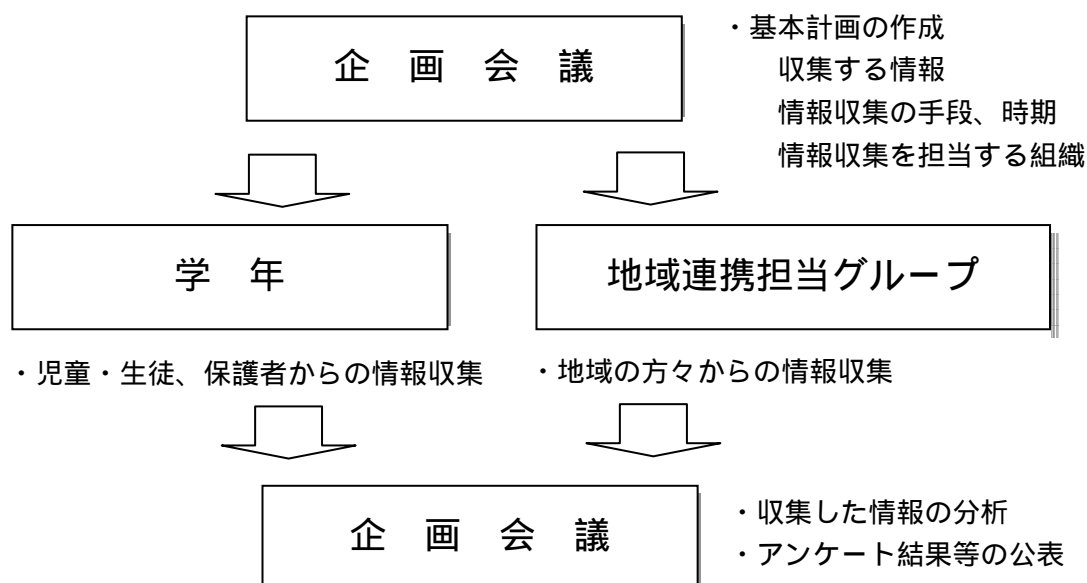 企　画　会　議
・基本計画の作成
収集する情報
情報収集の手段、時期
情報収集を担当する組織
学　年
地域連携担当グループ
・児童・生徒、保護者からの情報収集
・地域の方々からの情報収集
企　画　会　議
・収集した情報の分析
・アンケート結果等の公表